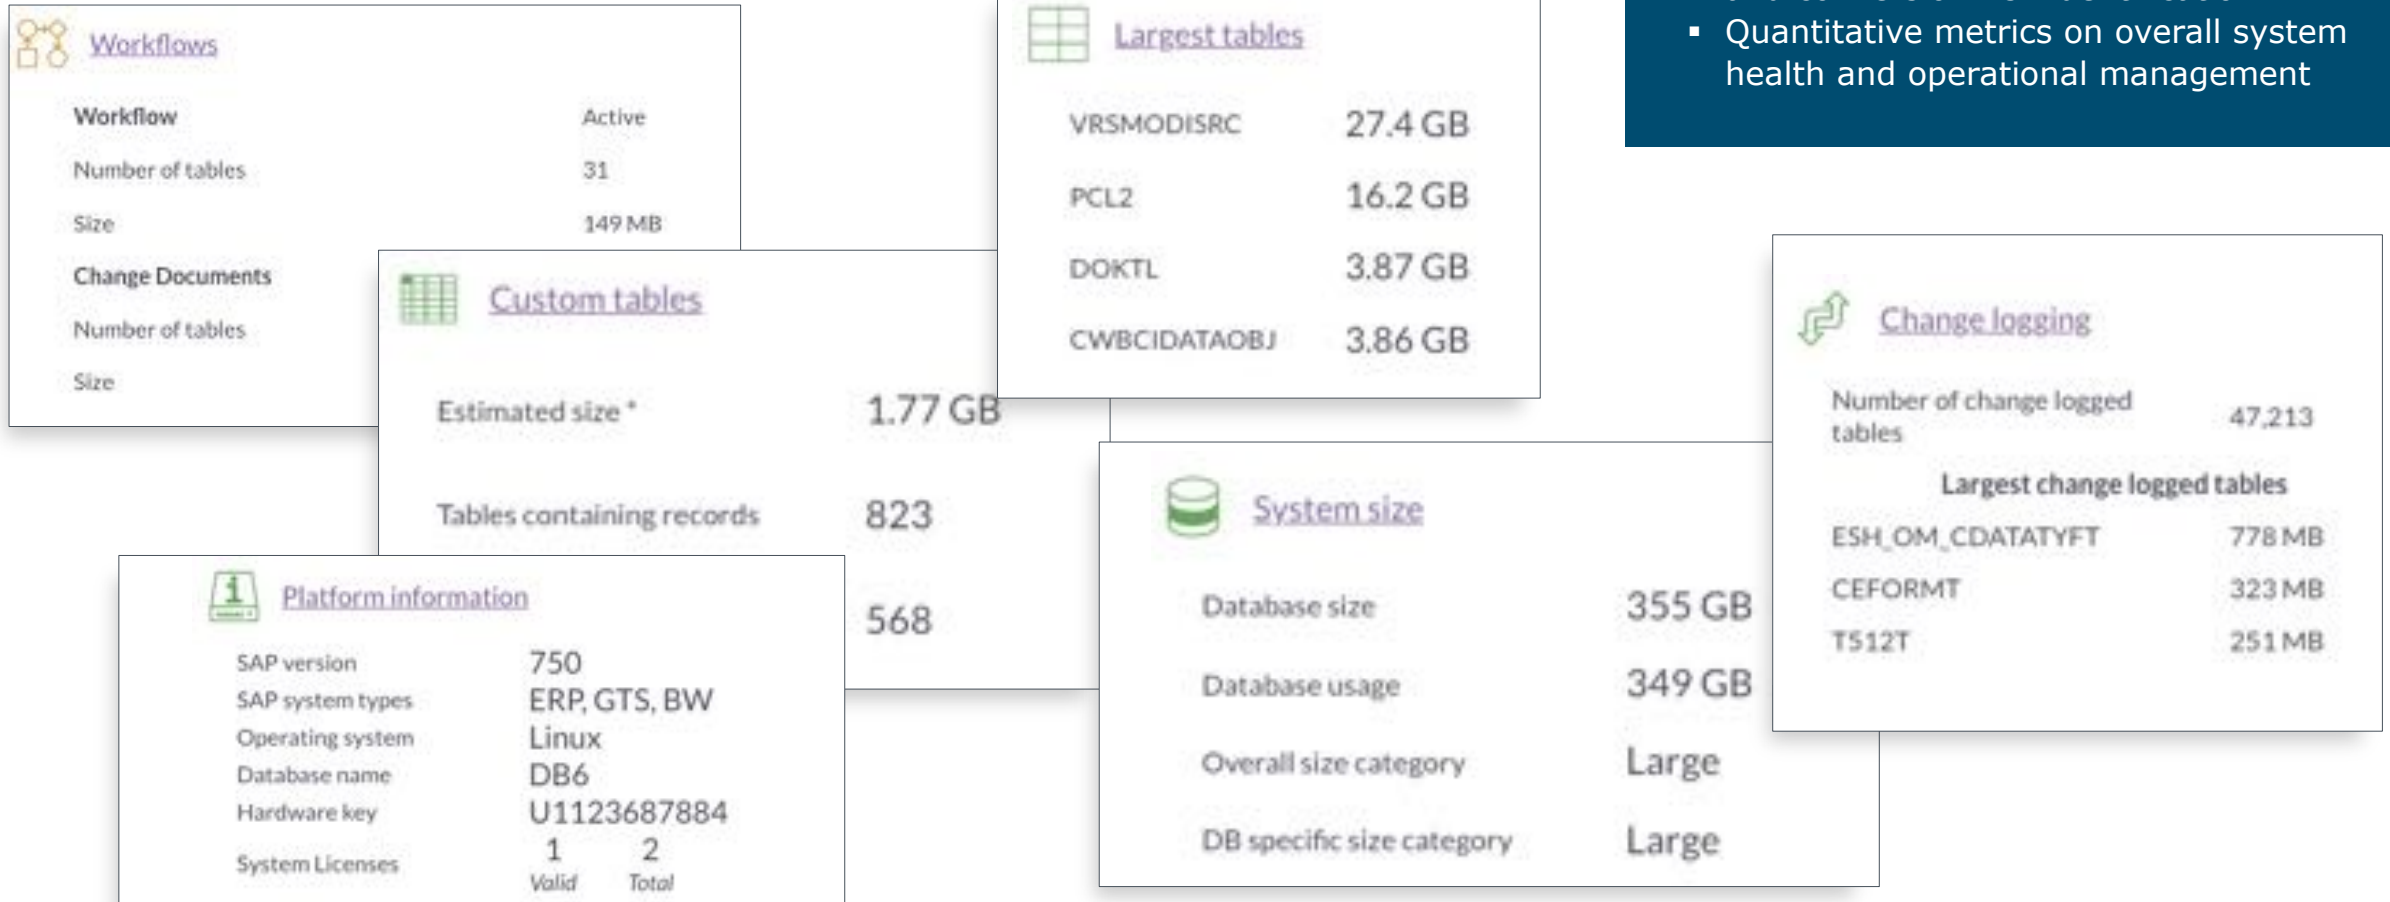 Workflows
Workflow Active
Number of tables 31
Size 149 MB
Change Documents
Number of tables
Size
Custom tables
Estimated size * 1.77 GB
Tables containing records 823
568
Platform information
SAP version 750
SAP system types ERP, GTS, BW
Operating system Linux
Database name DB6
Hardware key U1123687884
System Licenses 1 2
Valid Total
Largest tables
VRSMODISRC 27.4 GB
PCL2 16.2 GB
DOKTL 3.87 GB
CWBCIDATAOBJ 3.86 GB
System size
Database size 355 GB
Database usage 349 GB
Overall size category Large
DB specific size category Large
▪ Quantitative metrics on overall system
health and operational management
Change logging
Number of change logged
tables 47,213
Largest change logged tables
ESH_OM_CDATATYFT 778 MB
CEFORMT 323 MB
T512T 251 MB